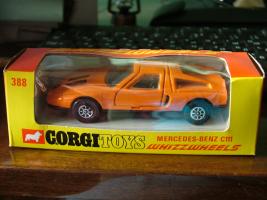 388
CORGI TOYS
MERCEDES-BENZ C111
WHIZZWHEELS